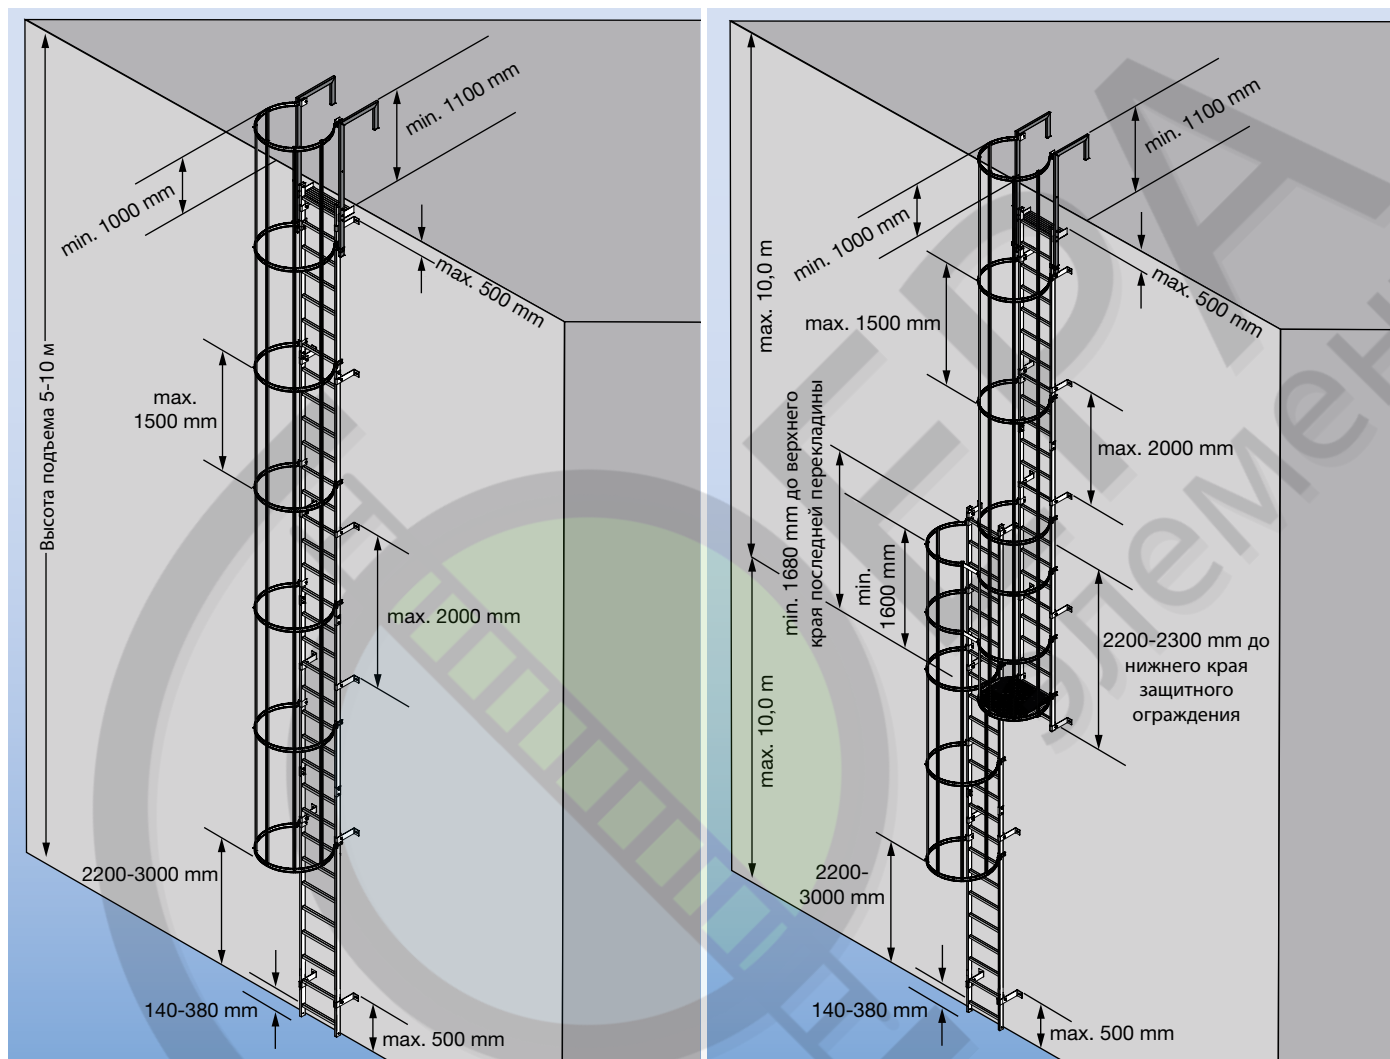 min. 1100 mm
min. 1000 mm
max. 500 mm
Высота подъема 5-10 м
max.
1500 mm
max. 2000 mm
2200-3000 mm
140-380 mm
max. 500 mm
min. 1100 mm
min. 1000 mm
max. 500 mm
max. 10,0 m
max. 1500 mm
max. 2000 mm
min. 1680 mm до верхнего
края последней перекладины
min.
1600 mm
2200-2300 mm до
нижнего края
защитного
ограждения
max. 10,0 m
2200-
3000 mm
140-380 mm
max. 500 mm